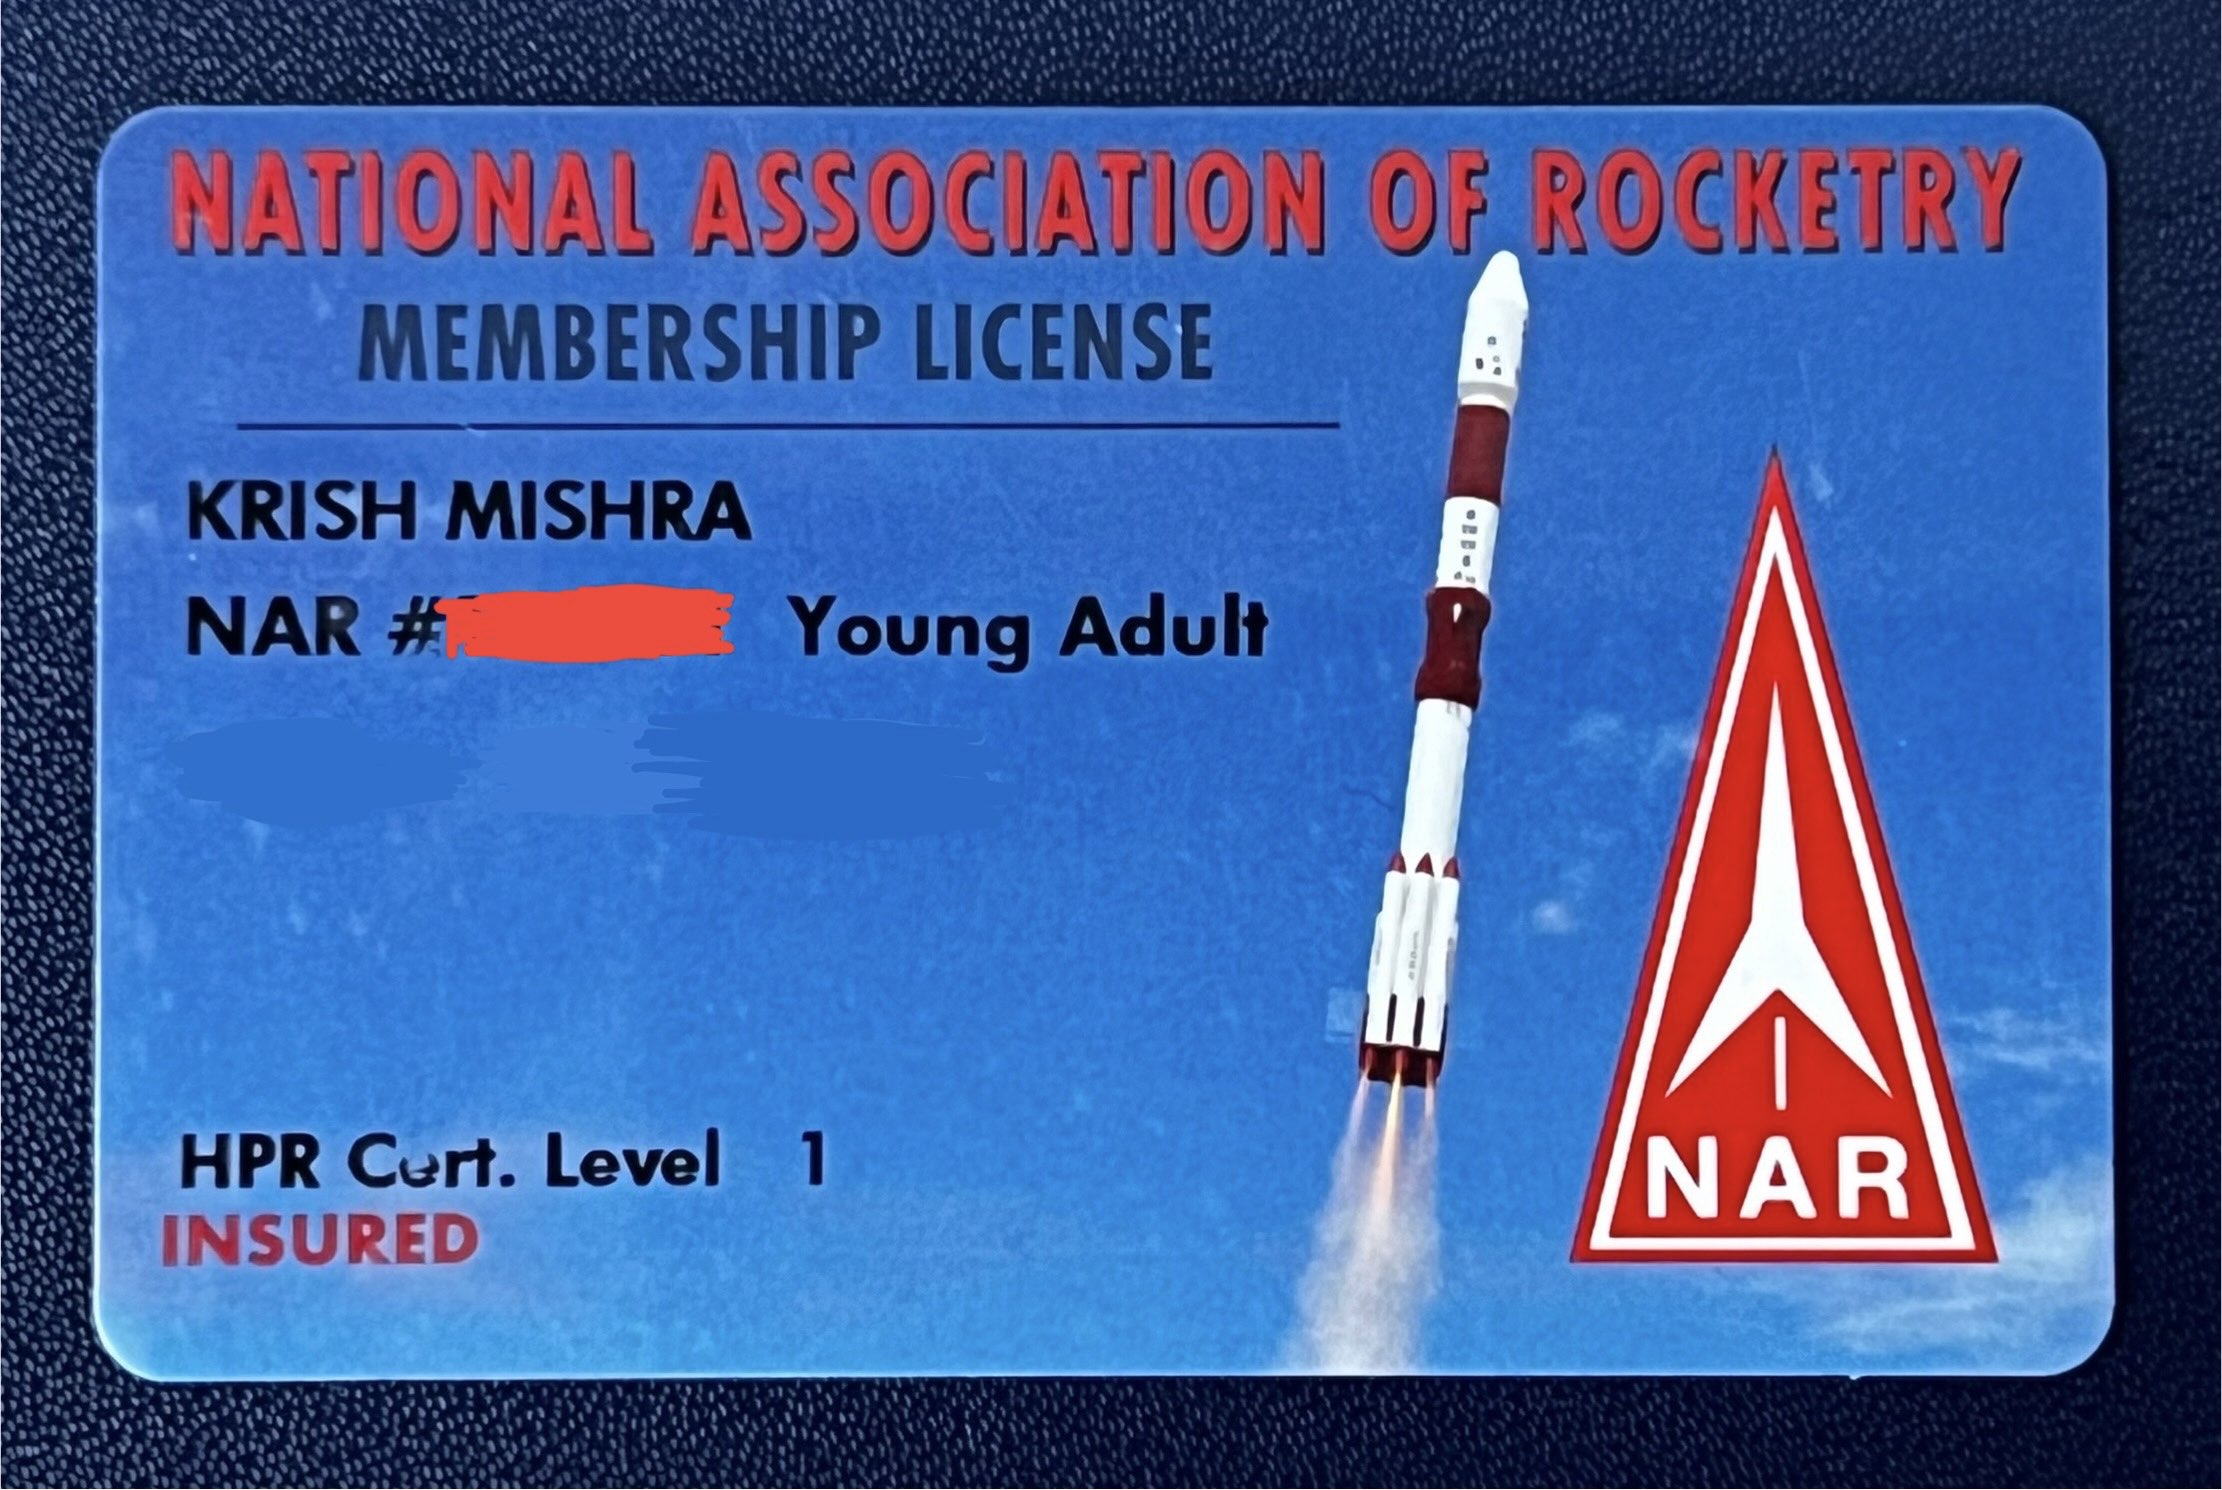 NATIONAL ASSOCIATION OF ROCKETRY
MEMBERSHIP LICENSE
KRISH MISHRA
NAR # Young Adult
HPR Cert. Level 1
INSURED
NAR